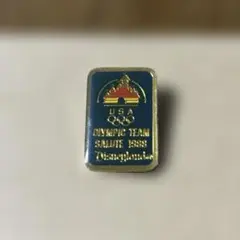 USA
OLYMPIC TEAM
SALUTE 1988
Disneyland